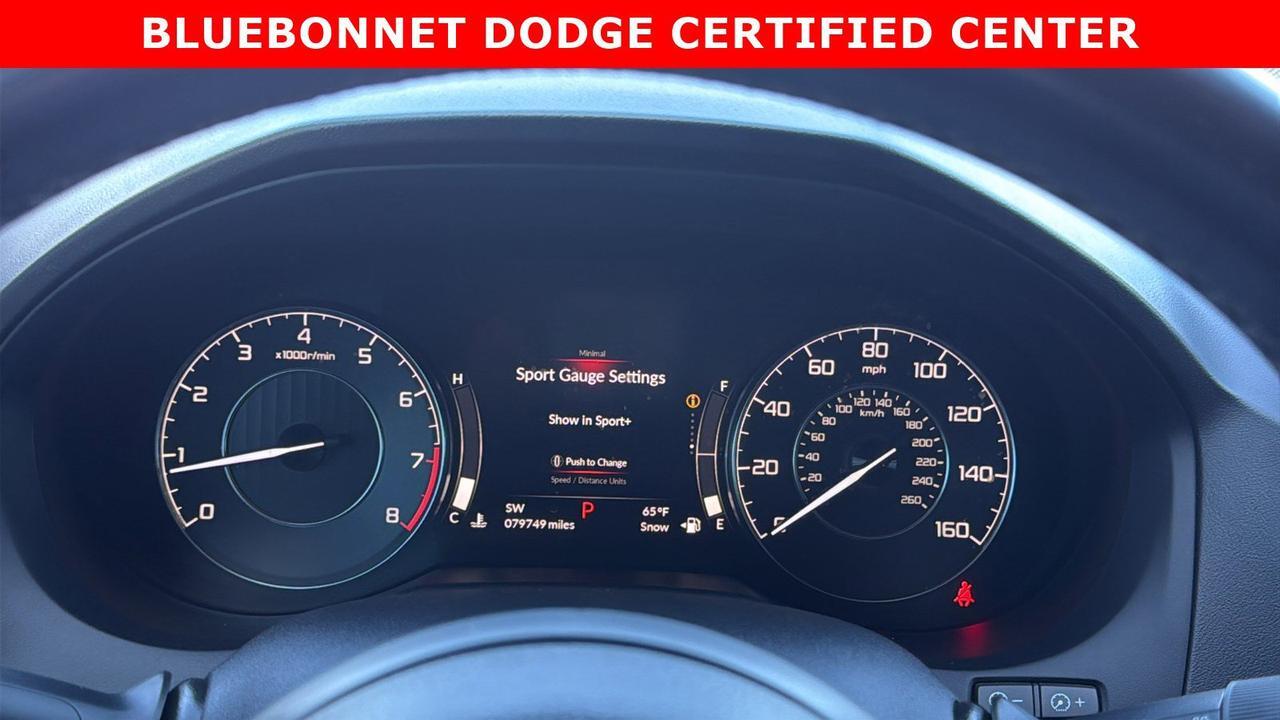 BLUEBONNET DODGE CERTIFIED CENTER
0 1 2 3 4 5 6 7 8
x1000r/min
H
C
Minimal
Sport Gauge Settings
Show in Sport+
Push to Change
Speed / Distance Units
SW
079749 miles
P
65°F
Snow
F
E
0 20 40 60 80 100 120 140 160
mph
20 40 60 80 100 120 140 160 180 200 220 240 260
km/h
- +